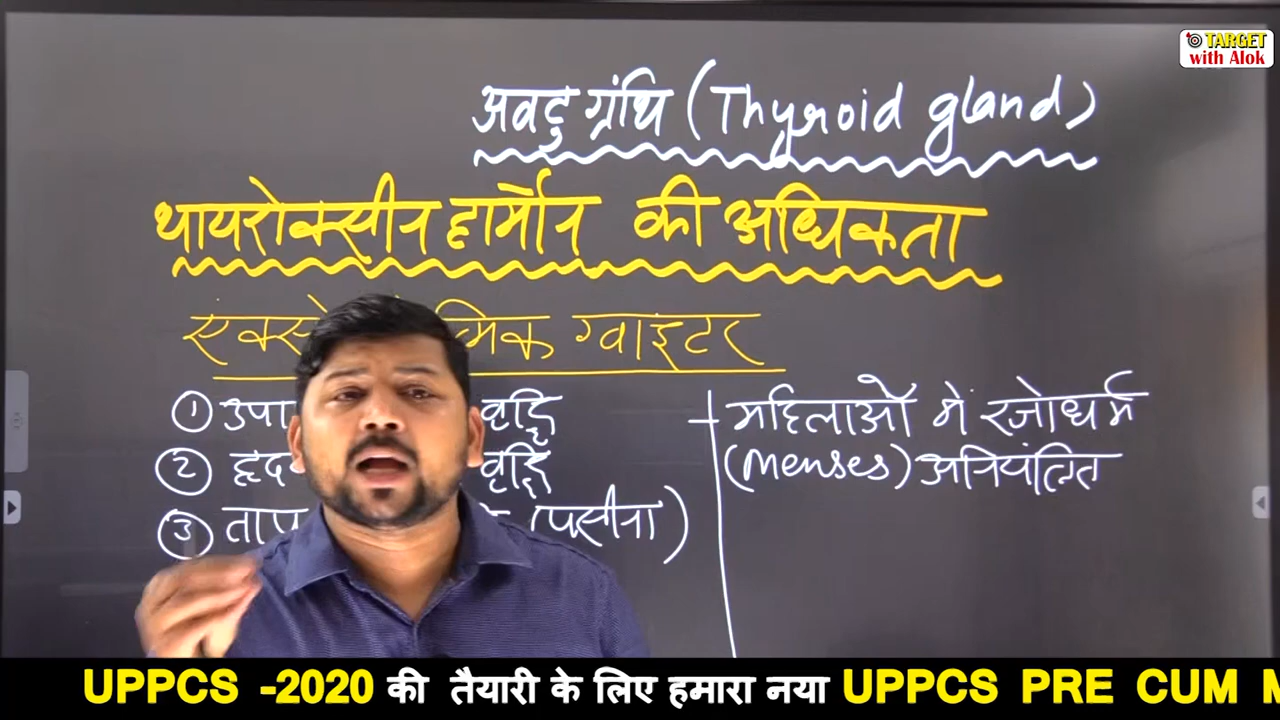 TARGET
with Alok
अवटु ग्रंथि (Thyroid gland)
थायरोक्सीन हार्मोन की अधिकता
ग्वाइटर
① वृद्धि
② वृद्धि
③ (पसीना)
महिलाओं में रजोधर्म
(Menses) अनियंत्रित
UPPCS -2020 की तैयारी के लिए हमारा नया UPPCS PRE CUM